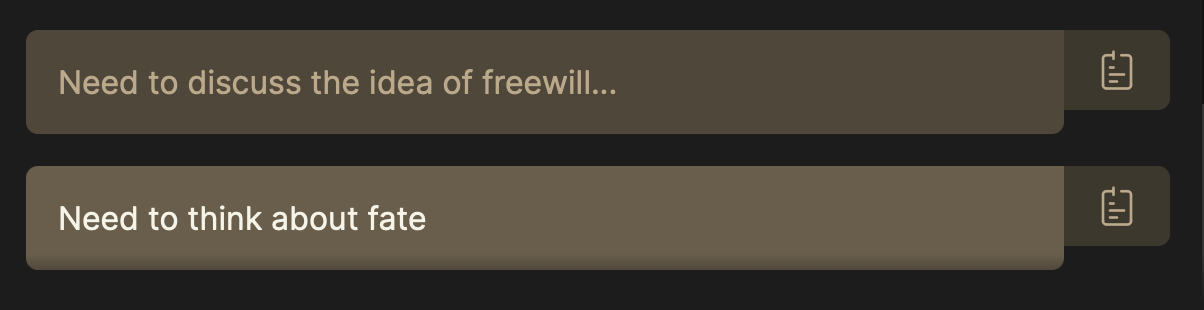 Need to discuss the idea of freewill...
Need to think about fate